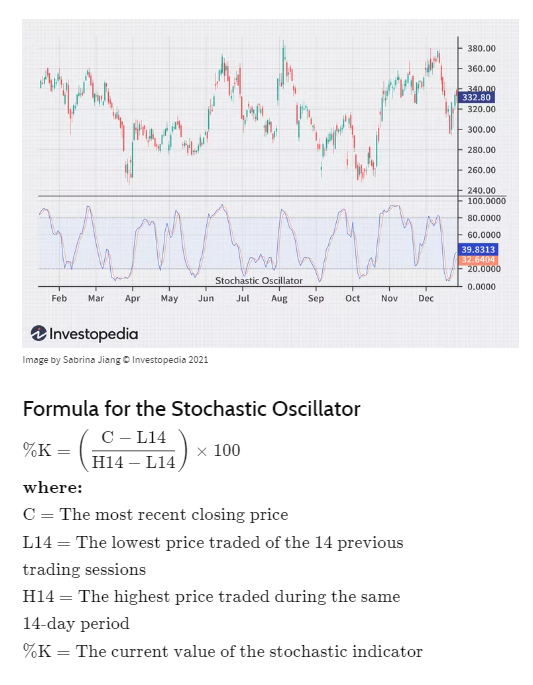 380.00
360.00
340.00
332.80
320.00
300.00
280.00
260.00
240.00
100.0000
80.0000
60.0000
39.8313
32.6404
20.0000
0.0000
Stochastic Oscillator
Feb Mar Apr May Jun Jul Aug Sep Oct Nov Dec
Investopedia
Image by Sabrina Jiang © Investopedia 2021
Formula for the Stochastic Oscillator
%K = ( C − L14 / H14 − L14 ) × 100
where:
C = The most recent closing price
L14 = The lowest price traded of the 14 previous
trading sessions
H14 = The highest price traded during the same
14-day period
%K = The current value of the stochastic indicator